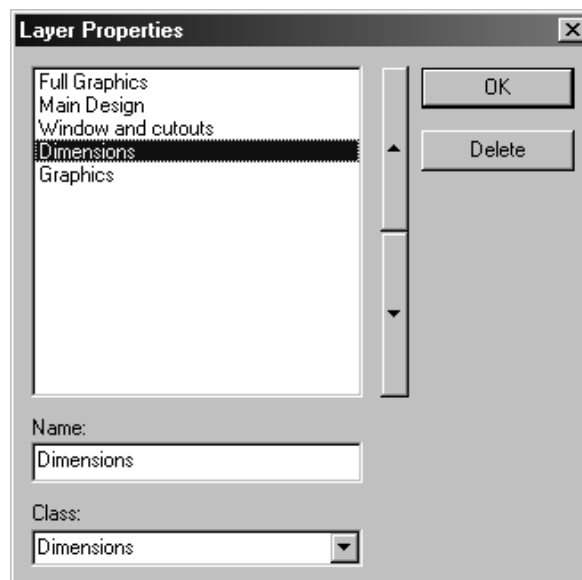 Layer Properties
Full Graphics
Main Design
Window and cutouts
Dimensions
Graphics
OK
Delete
Name:
Dimensions
Class:
Dimensions